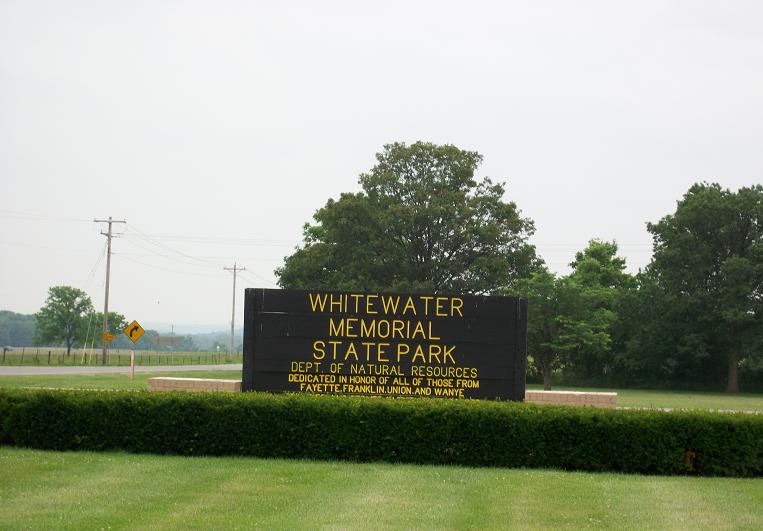 WHITEWATER
MEMORIAL
STATE PARK
DEPT. OF NATURAL RESOURCES
DEDICATED IN HONOR OF ALL OF THOSE FROM
FAYETTE,FRANKLIN,UNION,AND WANYE